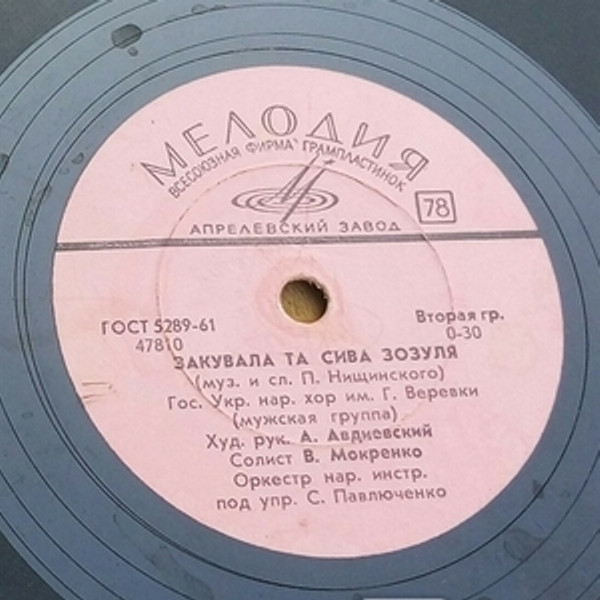 МЕЛОДИЯ
ВСЕСОЮЗНАЯ ФИРМА ГРАМПЛАСТИНОК
78
АПРЕЛЕВСКИЙ ЗАВОД
ГОСТ 5289-61
Вторая гр.
47810
0-30
ЗАКУВАЛА ТА СИВА ЗОЗУЛЯ
(муз. и сл. П. Нищинского)
Гос. Укр. нар. хор им. Г. Веревки
(мужская группа)
Худ. рук. А. Авдиевский
Солист В. Мокренко
Оркестр нар. инстр.
под упр. С. Павлюченко